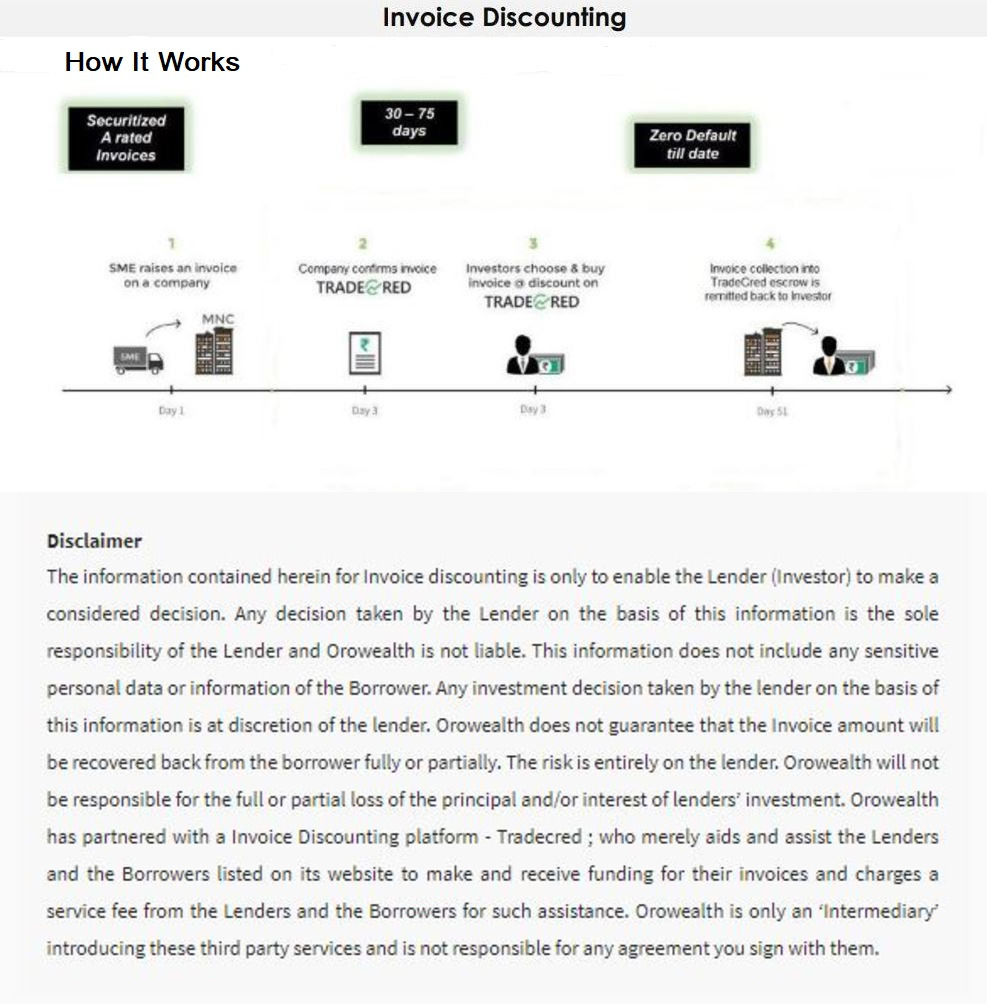 Invoice Discounting
How It Works
Securitized
A rated
Invoices
30 – 75
days
Zero Default
till date
1
SME raises an invoice
on a company
MNC
SME
Day 1
2
Company confirms invoice
TRADECRED
₹
Day 3
3
Investors choose & buy
invoice @ discount on
TRADECRED
₹
Day 3
4
Invoice collection into
TradeCred escrow is
remitted back to Investor
₹
Day 51
Disclaimer
The information contained herein for Invoice discounting is only to enable the Lender (Investor) to make a
considered decision. Any decision taken by the Lender on the basis of this information is the sole
responsibility of the Lender and Orowealth is not liable. This information does not include any sensitive
personal data or information of the Borrower. Any investment decision taken by the lender on the basis of
this information is at discretion of the lender. Orowealth does not guarantee that the Invoice amount will
be recovered back from the borrower fully or partially. The risk is entirely on the lender. Orowealth will not
be responsible for the full or partial loss of the principal and/or interest of lenders’ investment. Orowealth
has partnered with a Invoice Discounting platform - Tradecred ; who merely aids and assist the Lenders
and the Borrowers listed on its website to make and receive funding for their invoices and charges a
service fee from the Lenders and the Borrowers for such assistance. Orowealth is only an ‘Intermediary’
introducing these third party services and is not responsible for any agreement you sign with them.